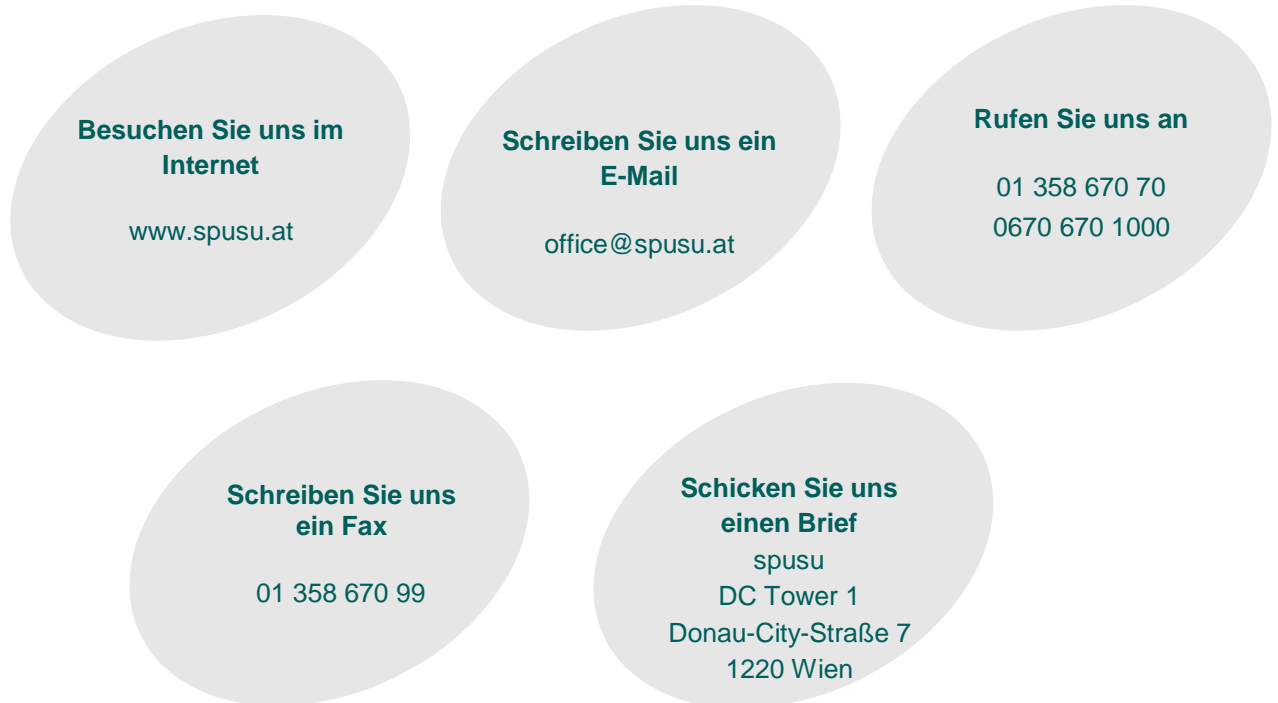 Besuchen Sie uns im
Internet
www.spusu.at
Schreiben Sie uns ein
E-Mail
office@spusu.at
Rufen Sie uns an
01 358 670 70
0670 670 1000
Schreiben Sie uns
ein Fax
01 358 670 99
Schicken Sie uns
einen Brief
spusu
DC Tower 1
Donau-City-Straße 7
1220 Wien